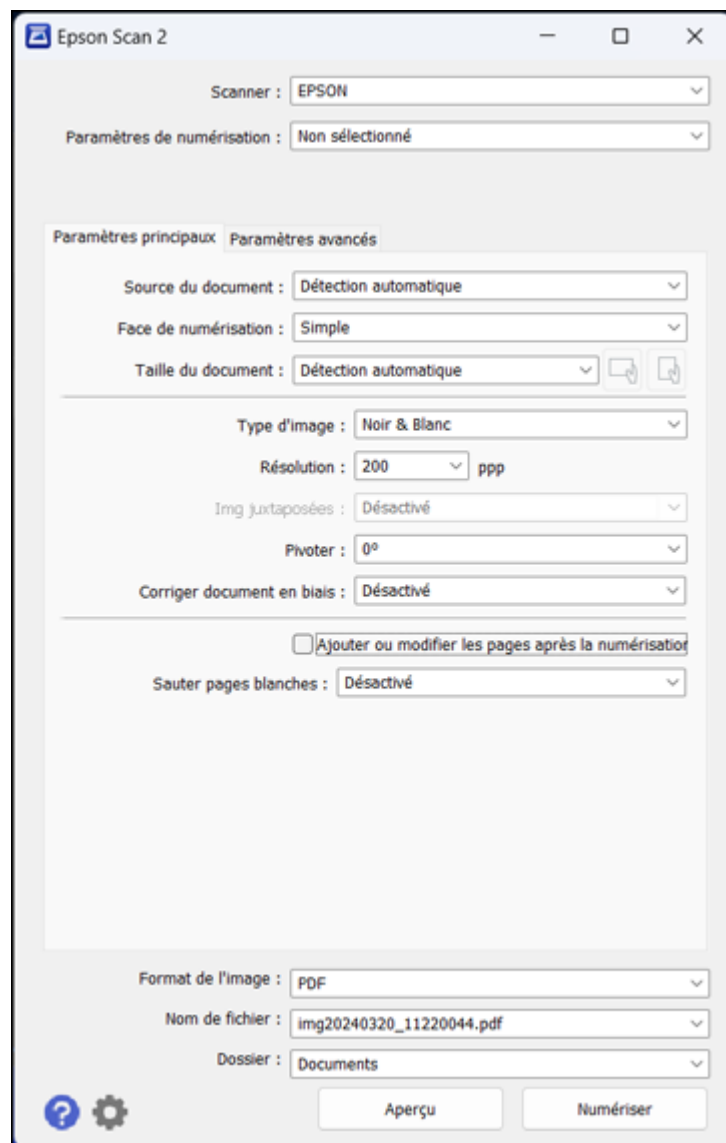 Epson Scan 2
Scanner : EPSON
Paramètres de numérisation : Non sélectionné
Paramètres principaux Paramètres avancés
Source du document : Détection automatique
Face de numérisation : Simple
Taille du document : Détection automatique
Type d'image : Noir & Blanc
Résolution : 200 ppp
Img juxtaposées : Désactivé
Pivoter : 0º
Corriger document en biais : Désactivé
Ajouter ou modifier les pages après la numérisation
Sauter pages blanches : Désactivé
Format de l'image : PDF
Nom de fichier : img20240320_11220044.pdf
Dossier : Documents
? Aperçu Numériser